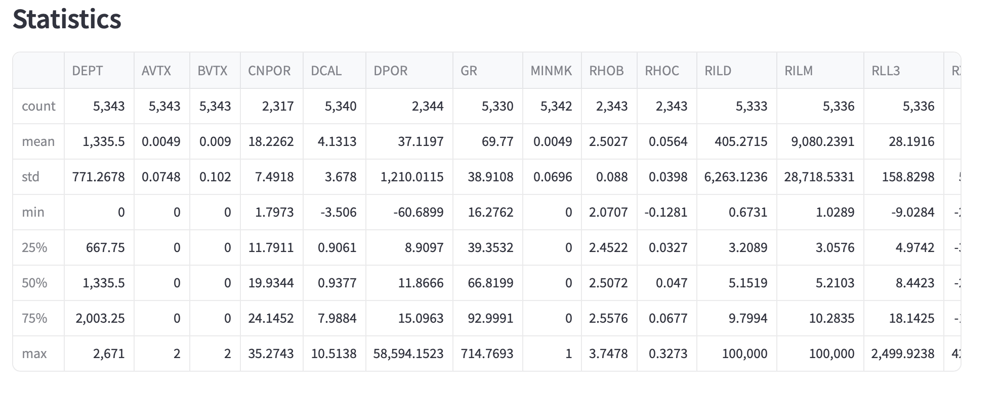 Statistics
DEPT AVTX BVTX CNPOR DCAL DPOR GR MINMK RHOB RHOC RILD RILM RLL3
count 5,343 5,343 5,343 2,317 5,340 2,344 5,330 5,342 2,343 2,343 5,333 5,336 5,336
mean 1,335.5 0.0049 0.009 18.2262 4.1313 37.1197 69.77 0.0049 2.5027 0.0564 405.2715 9,080.2391 28.1916
std 771.2678 0.0748 0.102 7.4918 3.678 1,210.0115 38.9108 0.0696 0.088 0.0398 6,263.1236 28,718.5331 158.8298
min 0 0 0 1.7973 -3.506 -60.6899 16.2762 0 2.0707 -0.1281 0.6731 1.0289 -9.0284
25% 667.75 0 0 11.7911 0.9061 8.9097 39.3532 0 2.4522 0.0327 3.2089 3.0576 4.9742
50% 1,335.5 0 0 19.9344 0.9377 11.8666 66.8199 0 2.5072 0.047 5.1519 5.2103 8.4423
75% 2,003.25 0 0 24.1452 7.9884 15.0963 92.9991 0 2.5576 0.0677 9.7994 10.2835 18.1425
max 2,671 2 2 35.2743 10.5138 58,594.1523 714.7693 1 3.7478 0.3273 100,000 100,000 2,499.9238